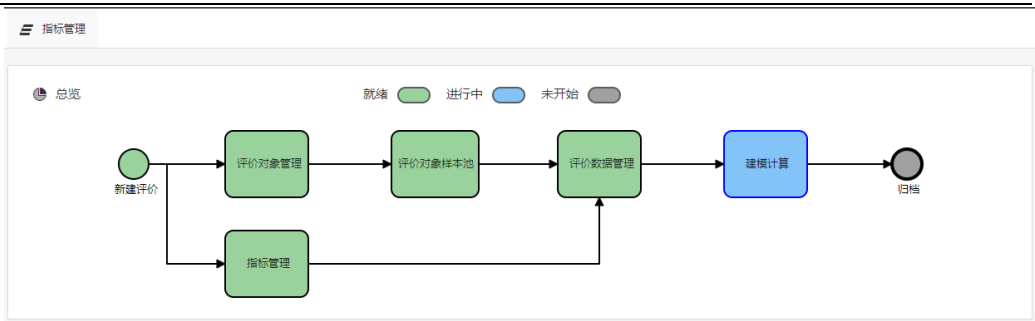 指标管理
总览
就绪 进行中 未开始
评价对象管理 评价对象样本池 评价数据管理 建模计算
新建评价 归档
指标管理